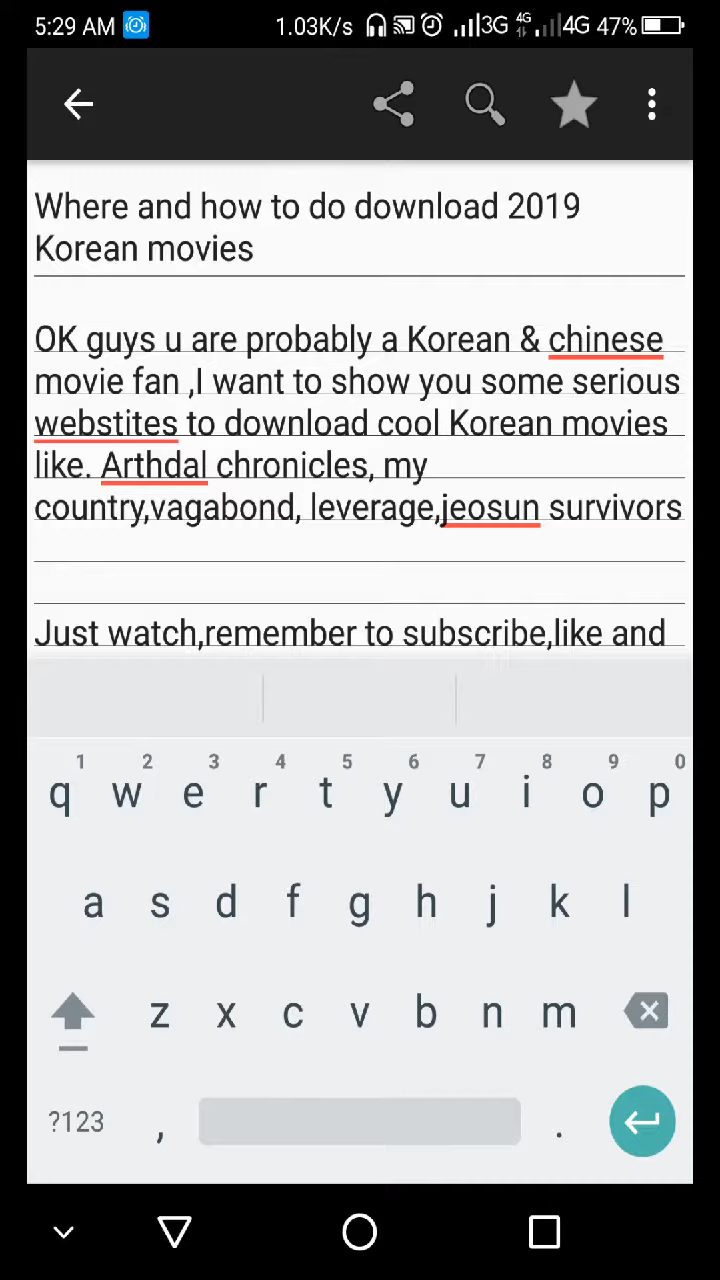 5:29 AM 1.03K/s 3G 4G 4G 47%
Where and how to do download 2019
Korean movies
OK guys u are probably a Korean & chinese
movie fan ,I want to show you some serious
webstites to download cool Korean movies
like. Arthdal chronicles, my
country,vagabond, leverage,jeosun survivors
Just watch,remember to subscribe,like and
1 2 3 4 5 6 7 8 9 0
q w e r t y u i o p
a s d f g h j k l
z x c v b n m
?123 , .